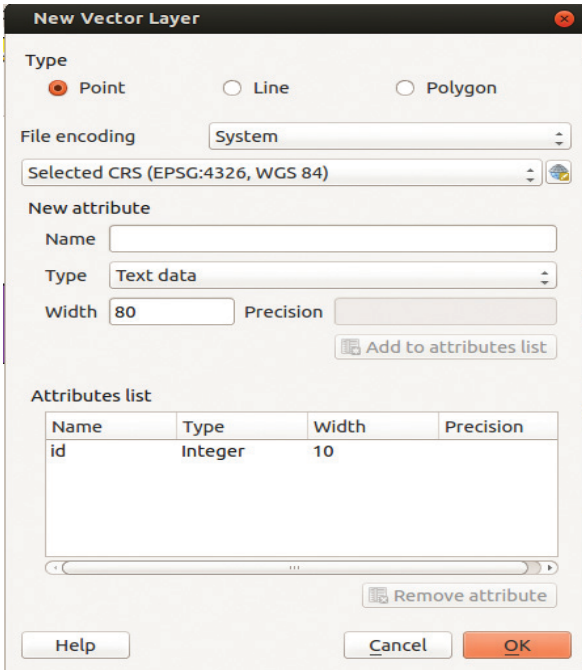 New Vector Layer
Type
Point Line Polygon
File encoding System
Selected CRS (EPSG:4326, WGS 84)
New attribute
Name
Type Text data
Width 80 Precision
Add to attributes list
Attributes list
Name Type Width Precision
id Integer 10
Remove attribute
Help Cancel OK